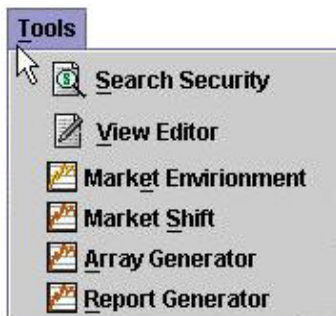 Tools
Search Security
View Editor
Market Envirionment
Market Shift
Array Generator
Report Generator